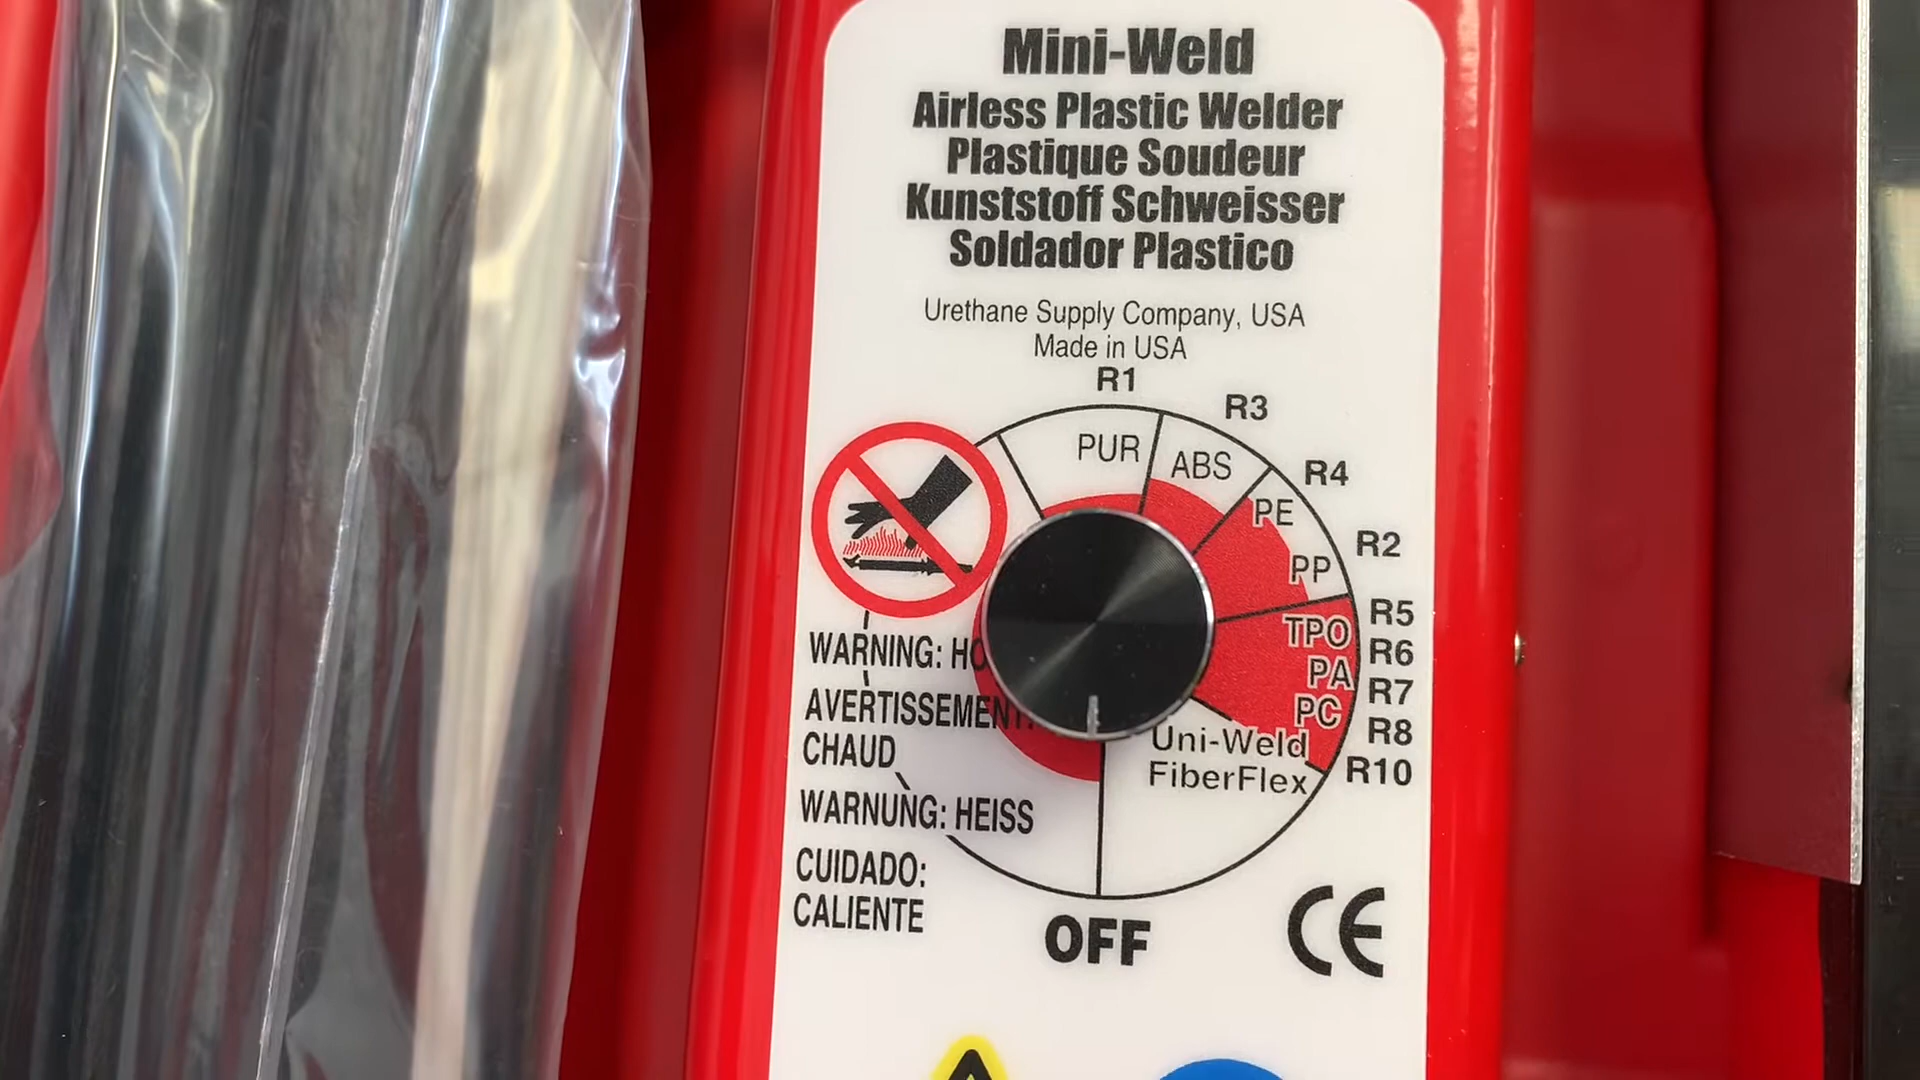 Mini-Weld
Airless Plastic Welder
Plastique Soudeur
Kunststoff Schweisser
Soldador Plastico
Urethane Supply Company, USA
Made in USA
R1
R3
PUR
ABS
R4
PE
R2
PP
R5
TPO
R6
PA
R7
PC
R8
Uni-Weld
FiberFlex
R10
WARNING:
AVERTISSEMENT:
CHAUD
WARNUNG: HEISS
CUIDADO:
CALIENTE
OFF
CE